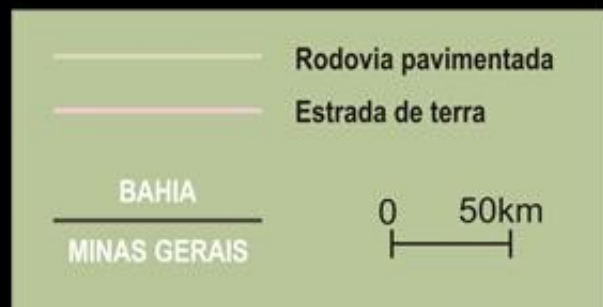 Rodovia pavimentada
Estrada de terra
BAHIA
MINAS GERAIS
0 50km